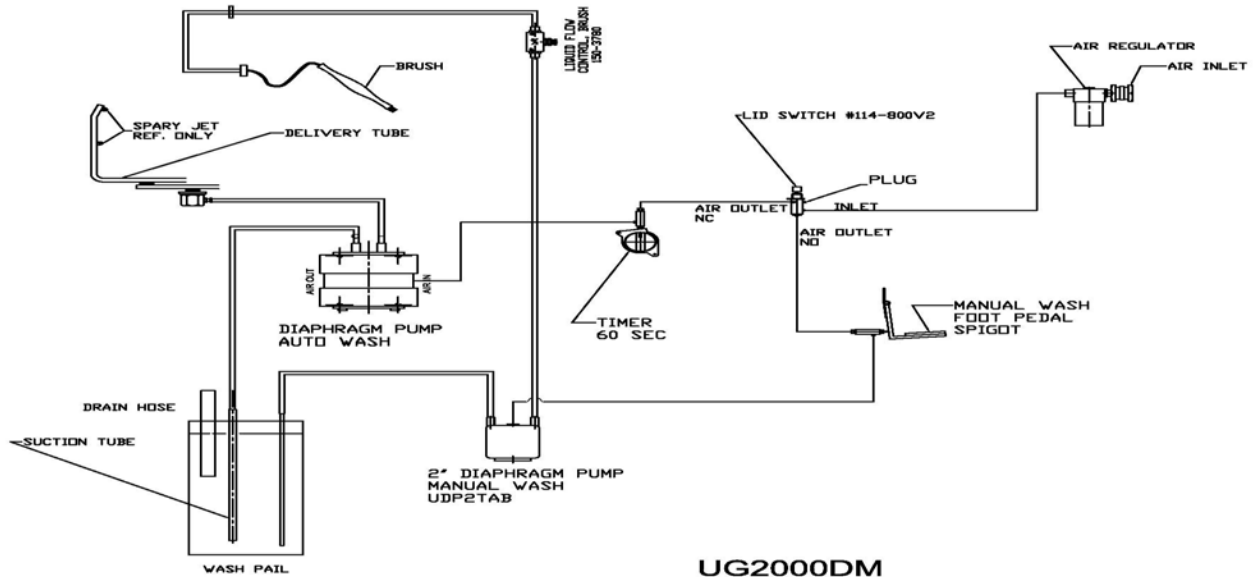 LIQUID FLOW
CONTROL, BRUSH
150-3780
BRUSH
AIR REGULATOR
AIR INLET
SPARY JET
REF. ONLY
DELIVERY TUBE
LID SWITCH #114-800V2
PLUG
AIR OUTLET
NC
INLET
AIR OUTLET
NO
AIR OUT
AIR IN
DIAPHRAGM PUMP
AUTO WASH
TIMER
60 SEC
MANUAL WASH
FOOT PEDAL
SPIGOT
DRAIN HOSE
SUCTION TUBE
2" DIAPHRAGM PUMP
MANUAL WASH
UDP2TAB
WASH PAIL
UG2000DM